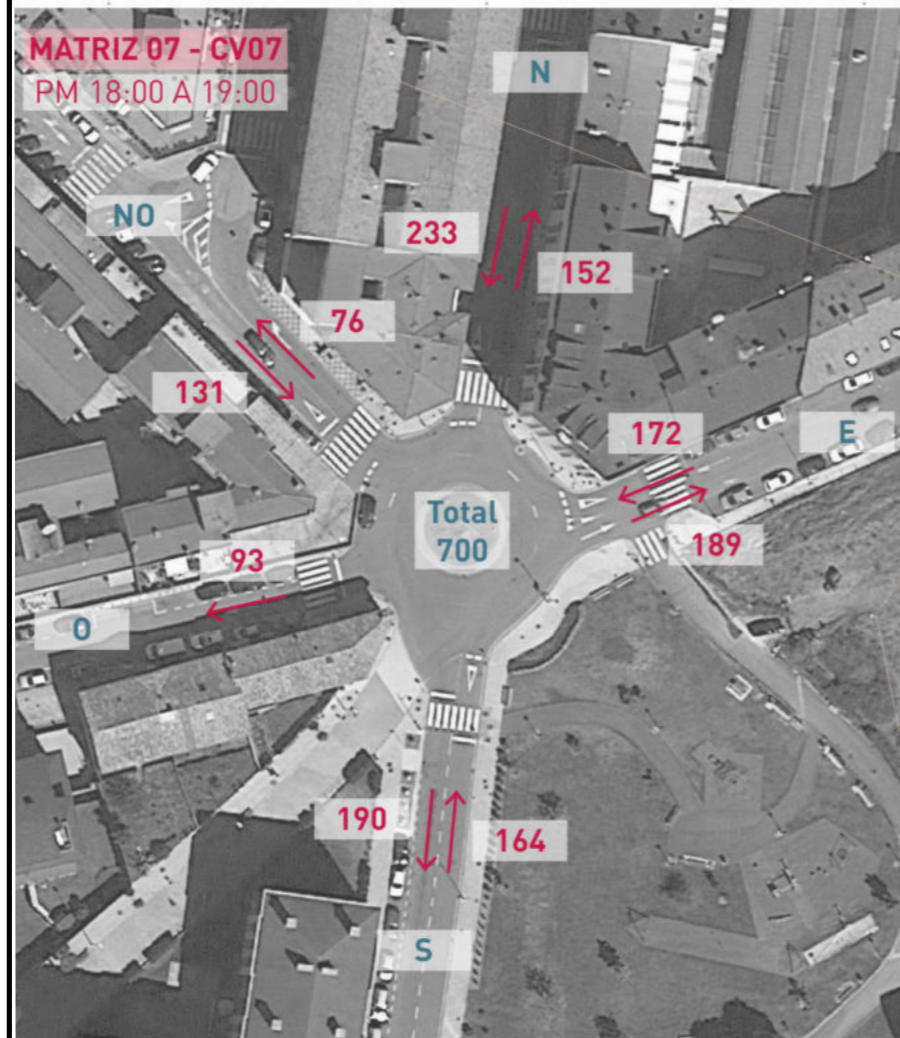 MATRIZ 07 - CV07
PM 18:00 A 19:00
N
NO
233
152
76
131
172
E
Total
700
93
189
O
190
164
S